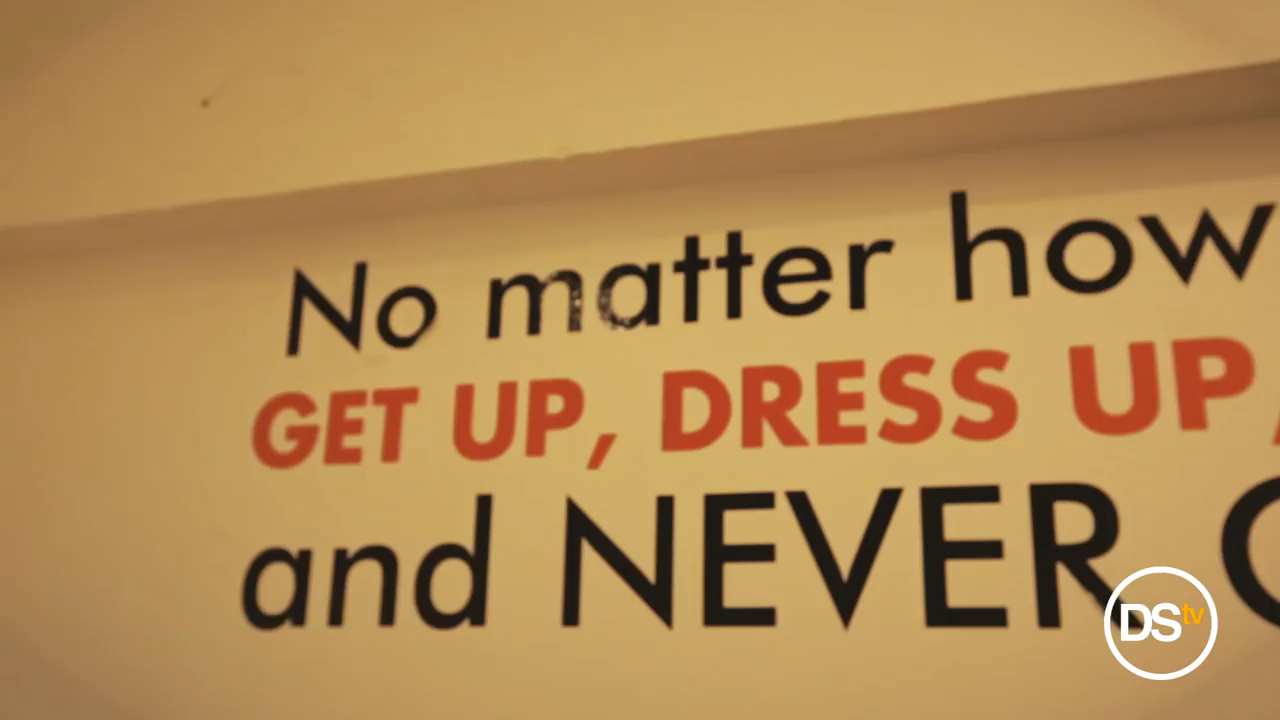 No matter how
GET UP, DRESS UP,
and NEVER
DStv